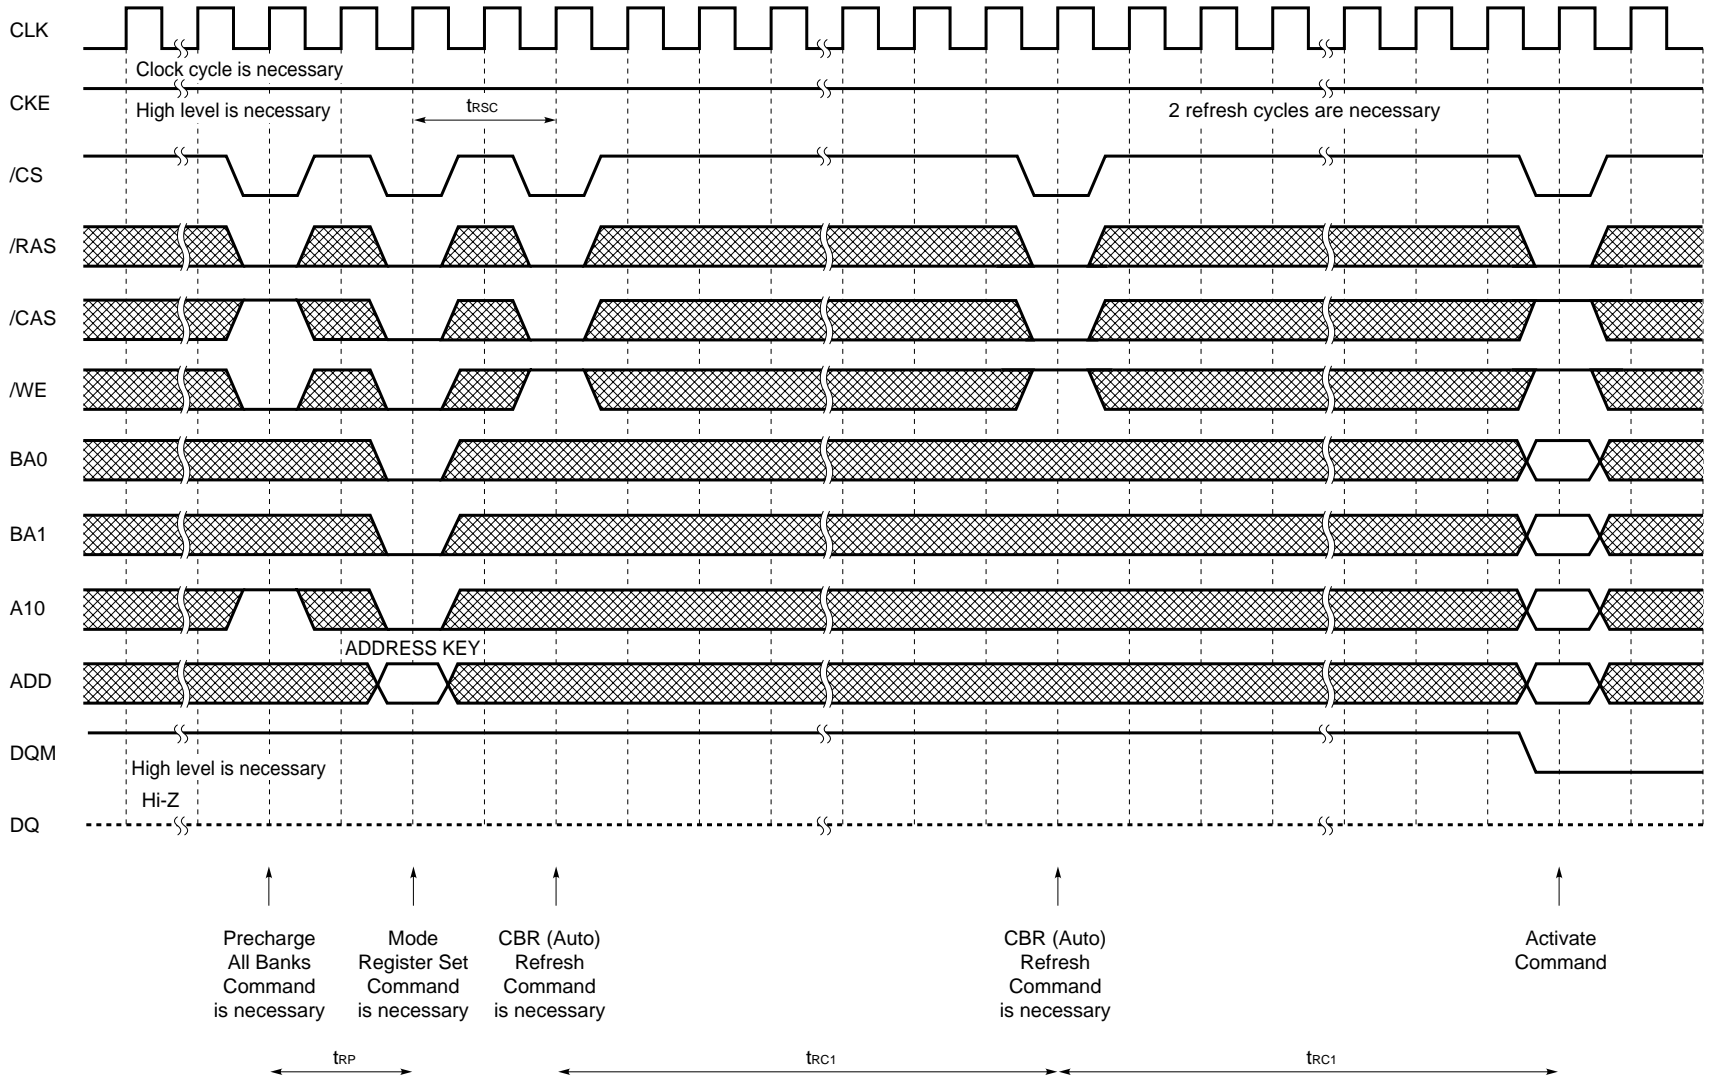 CLK
Clock cycle is necessary
CKE
High level is necessary
tRSC
2 refresh cycles are necessary
/CS
/RAS
/CAS
/WE
BA0
BA1
A10
ADDRESS KEY
ADD
DQM
High level is necessary
Hi-Z
DQ
Precharge
All Banks
Command
is necessary
Mode
Register Set
Command
is necessary
CBR (Auto)
Refresh
Command
is necessary
CBR (Auto)
Refresh
Command
is necessary
Activate
Command
tRP
tRC1
tRC1